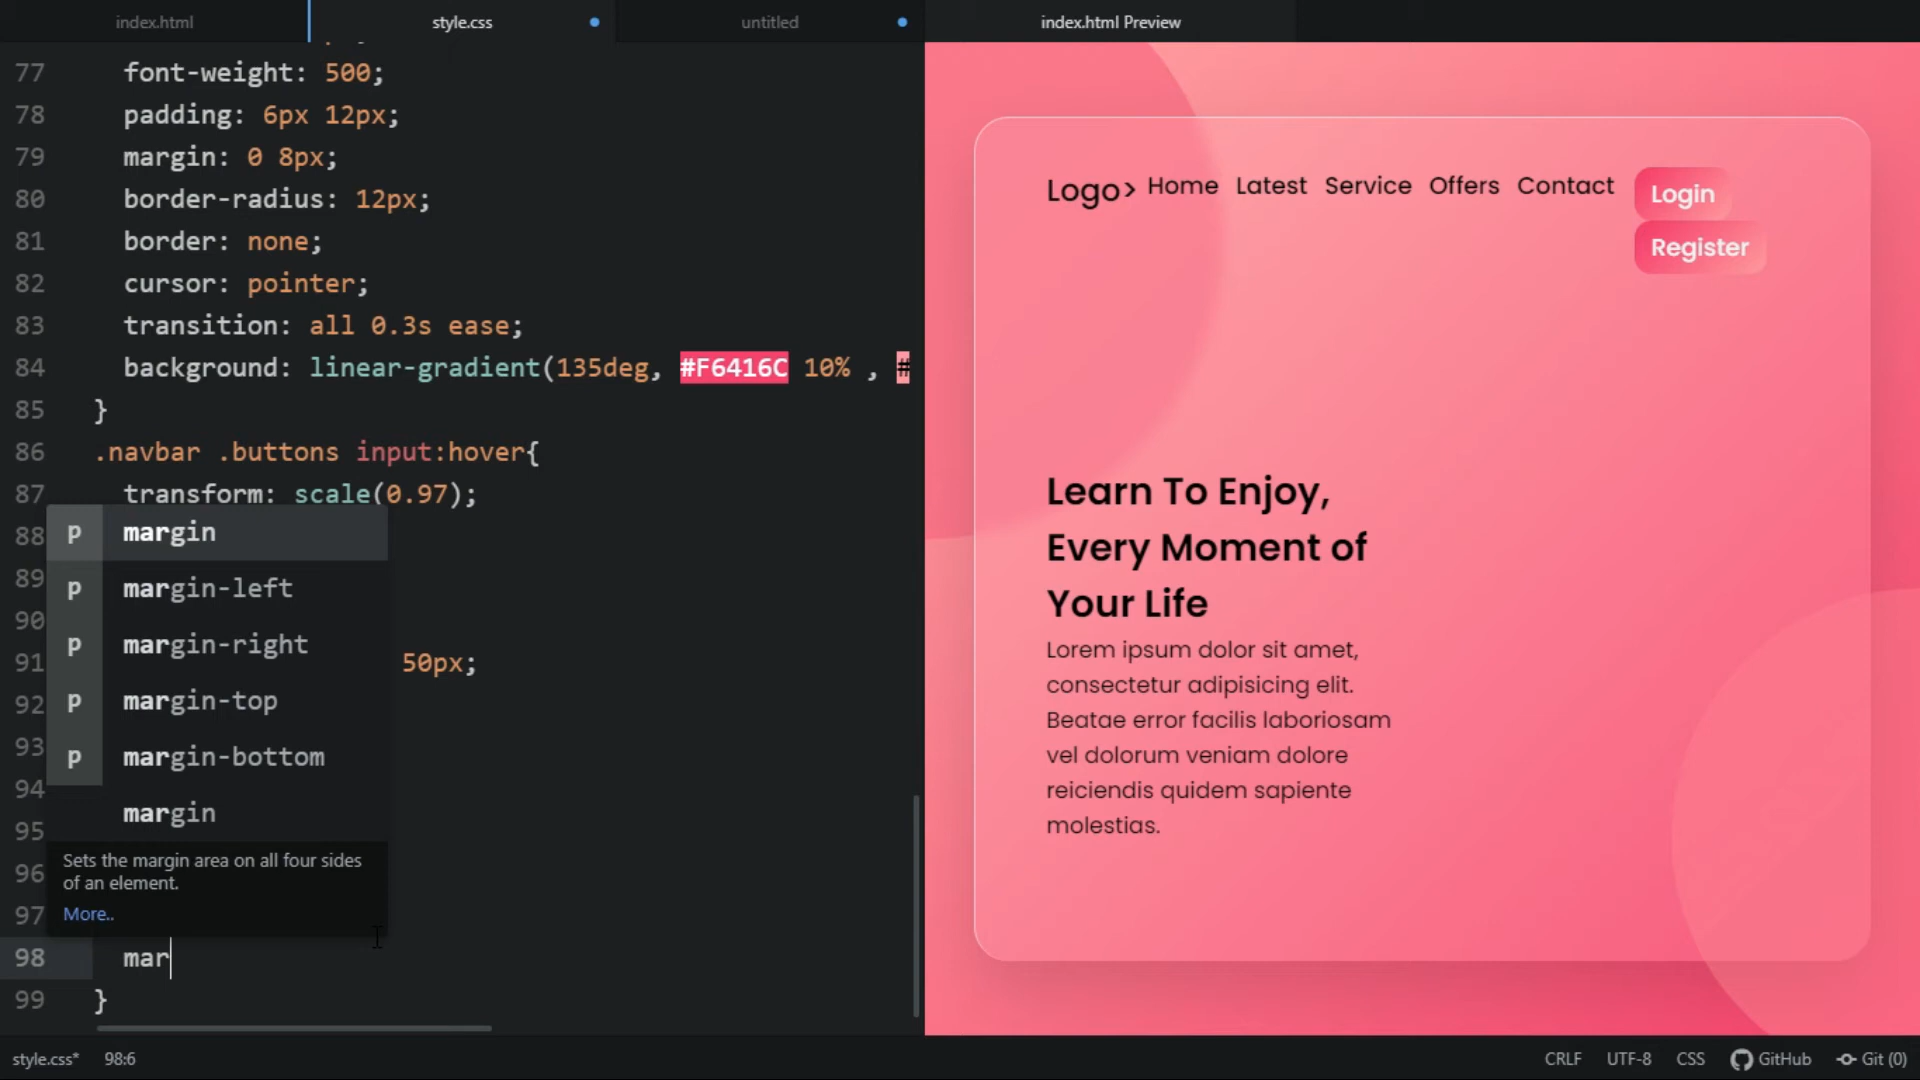 index.html
style.css
untitled
index.html Preview
77 font-weight: 500;
78 padding: 6px 12px;
79 margin: 0 8px;
80 border-radius: 12px;
81 border: none;
82 cursor: pointer;
83 transition: all 0.3s ease;
84 background: linear-gradient(135deg, #F6416C 10% , #
85 }
86 .navbar .buttons input:hover{
87 transform: scale(0.97);
88
89
90
91 50px;
92
93
94
95
96
97
98 mar
99 }
p margin
p margin-left
p margin-right
p margin-top
p margin-bottom
margin
Sets the margin area on all four sides
of an element.
More..
Logo> Home Latest Service Offers Contact Login
Register
Learn To Enjoy,
Every Moment of
Your Life
Lorem ipsum dolor sit amet,
consectetur adipisicing elit.
Beatae error facilis laboriosam
vel dolorum veniam dolore
reiciendis quidem sapiente
molestias.
style.css* 98:6
CRLF UTF-8 CSS GitHub Git (0)